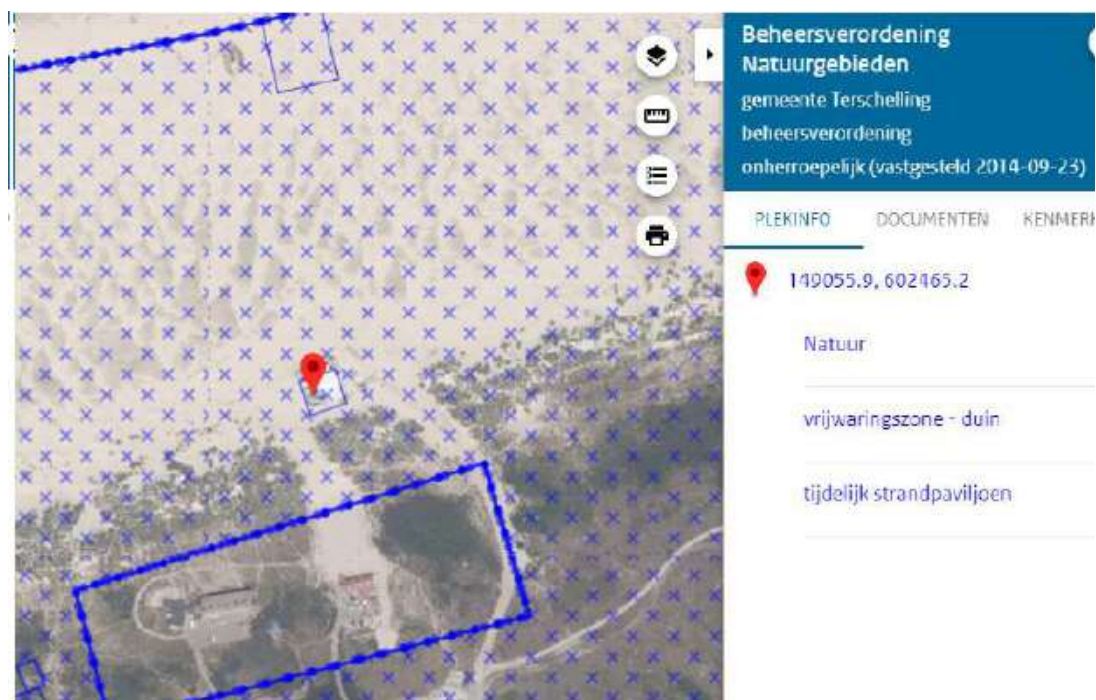 Beheersverordening
Natuurgebieden
gemeente Terschelling
beheersverordening
onherroepelijk (vastgesteld 2014-09-23)
PLEKINFO DOCUMENTEN KENMERK
149055.9, 602465.2
Natuur
vrijwaringszone - duin
tijdelijk strandpaviljoen